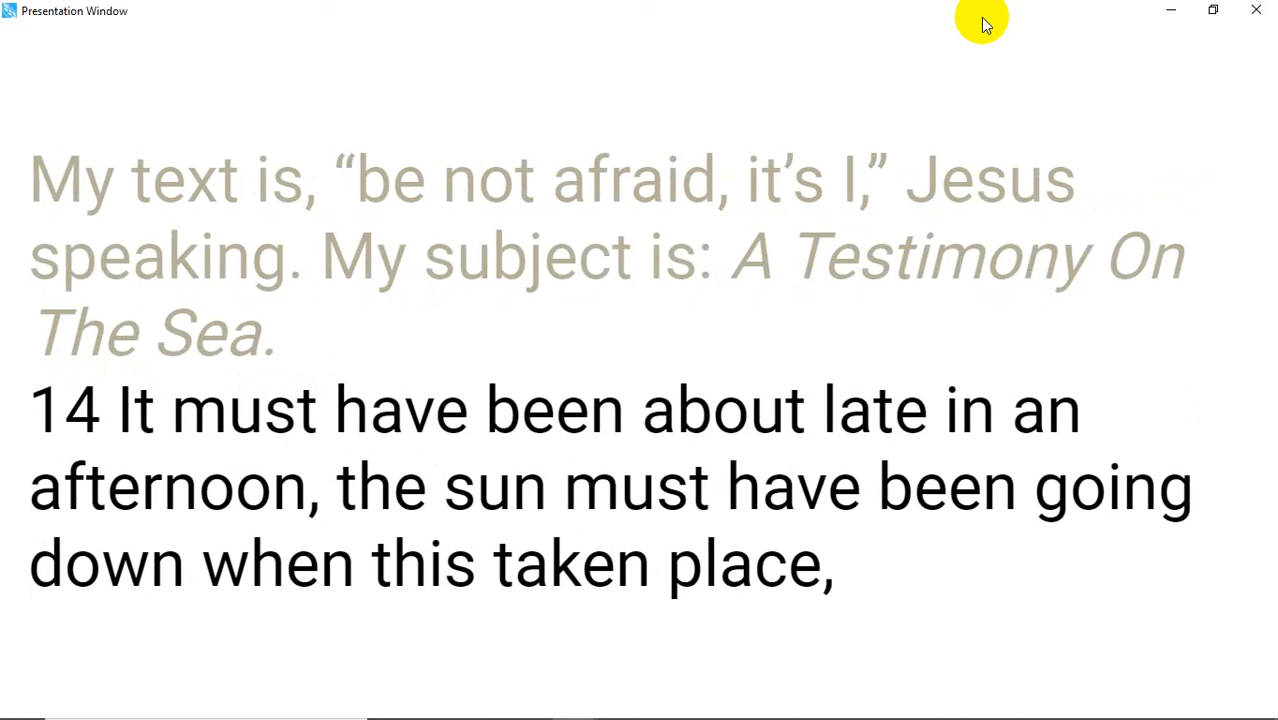 Presentation Window
My text is, “be not afraid, it’s I,” Jesus
speaking. My subject is: A Testimony On
The Sea.
14 It must have been about late in an
afternoon, the sun must have been going
down when this taken place,